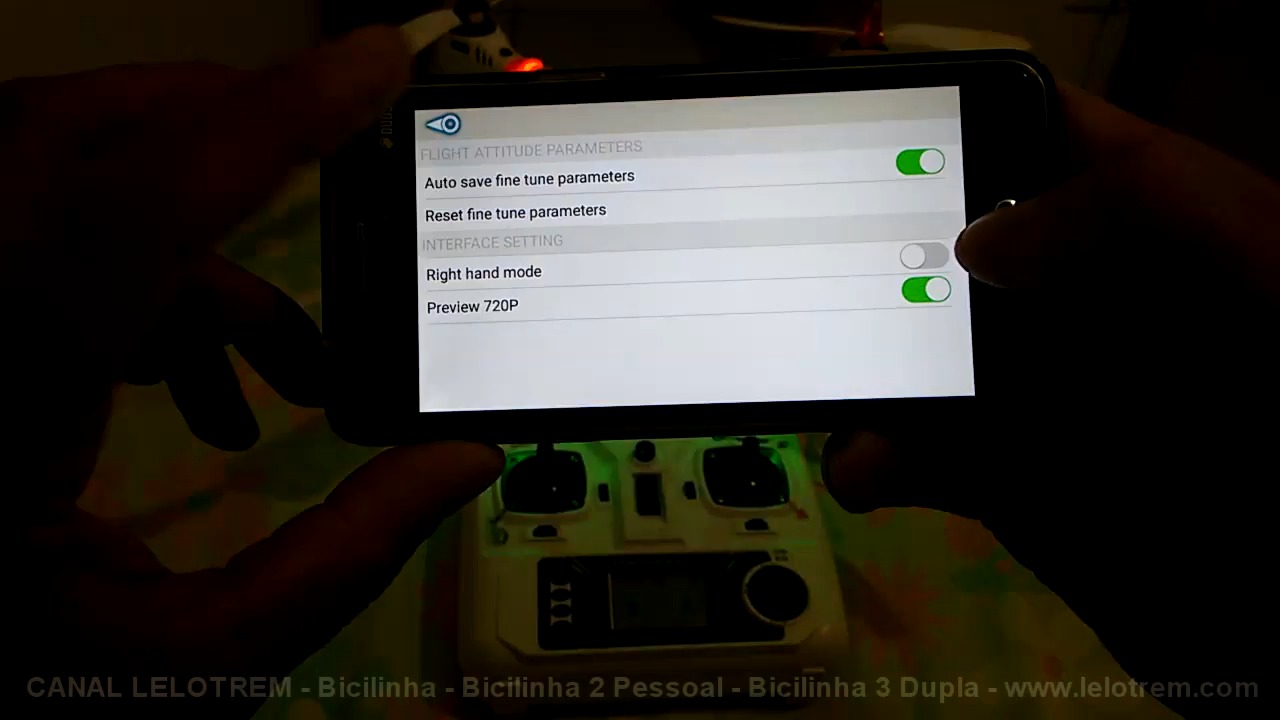 DUOS
FLIGHT ATTITUDE PARAMETERS
Auto save fine tune parameters
Reset fine tune parameters
INTERFACE SETTING
Right hand mode
Preview 720P
CANAL LELOTREM - Bicilinha - Bicilinha 2 Pessoal - Bicilinha 3 Dupla - www.lelotrem.com